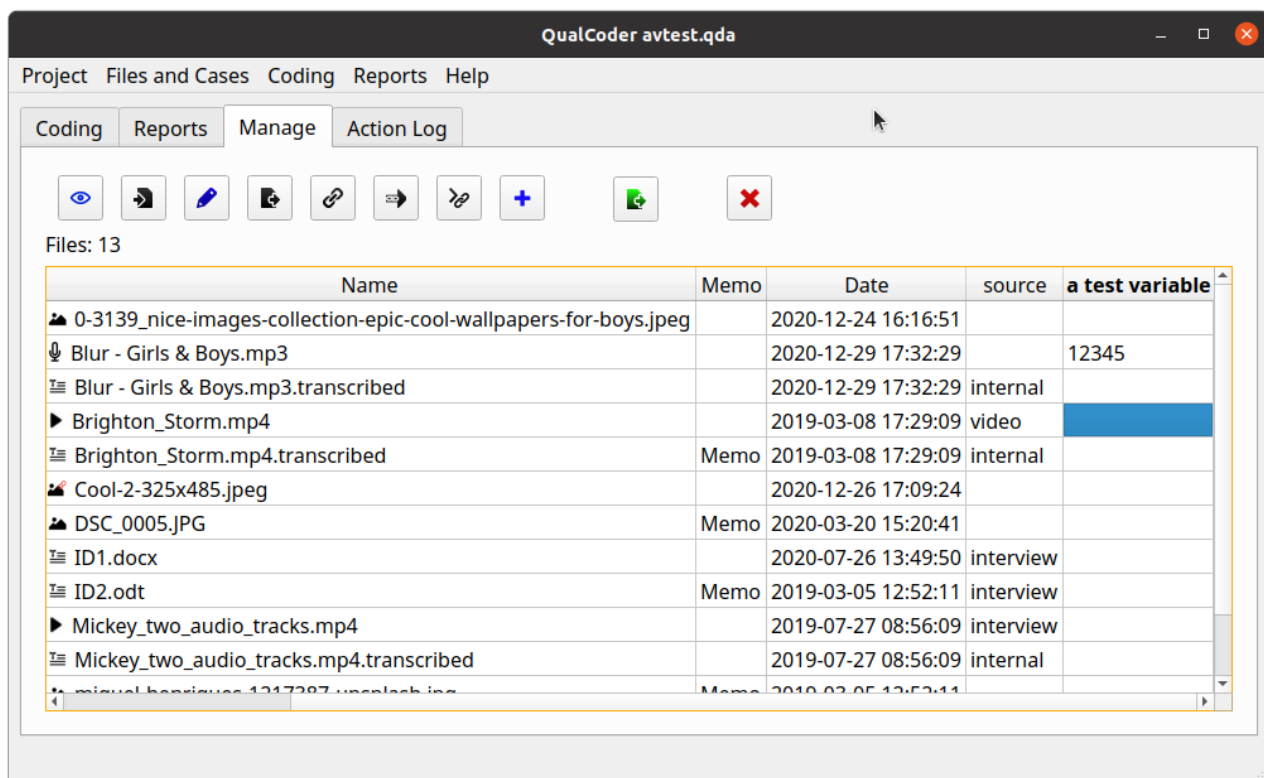 QualCoder avtest.qda
Project Files and Cases Coding Reports Help
Coding Reports Manage Action Log
Files: 13
Name Memo Date source a test variable
0-3139_nice-images-collection-epic-cool-wallpapers-for-boys.jpeg 2020-12-24 16:16:51
Blur - Girls & Boys.mp3 2020-12-29 17:32:29 12345
Blur - Girls & Boys.mp3.transcribed 2020-12-29 17:32:29 internal
Brighton_Storm.mp4 2019-03-08 17:29:09 video
Brighton_Storm.mp4.transcribed Memo 2019-03-08 17:29:09 internal
Cool-2-325x485.jpeg 2020-12-26 17:09:24
DSC_0005.JPG Memo 2020-03-20 15:20:41
ID1.docx 2020-07-26 13:49:50 interview
ID2.odt Memo 2019-03-05 12:52:11 interview
Mickey_two_audio_tracks.mp4 2019-07-27 08:56:09 interview
Mickey_two_audio_tracks.mp4.transcribed 2019-07-27 08:56:09 internal
Memo 2019-03-05 12:52:11